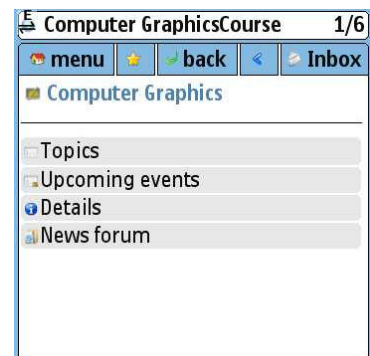 E Computer GraphicsCourse 1/6
menu back Inbox
Computer Graphics
Topics
Upcoming events
Details
News forum